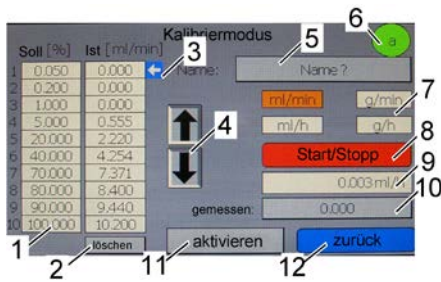 Kalibriermodus
6
a
Soll [%] Ist [ml/min]
3
5
Name: Name ?
1 0.050 0.000
2 0.200 0.000
3 1.000 0.000
4 5.000 0.555
5 20.000 2.220
6 40.000 4.254
7 70.000 7.371
8 80.000 8.400
9 90.000 9.440
10 100.000 10.200
4
ml/min g/min
7
ml/h g/h
Start/Stopp
8
0.003 ml/
9
gemessen: 0.000
10
1
löschen
2
aktivieren
11
zurück
12